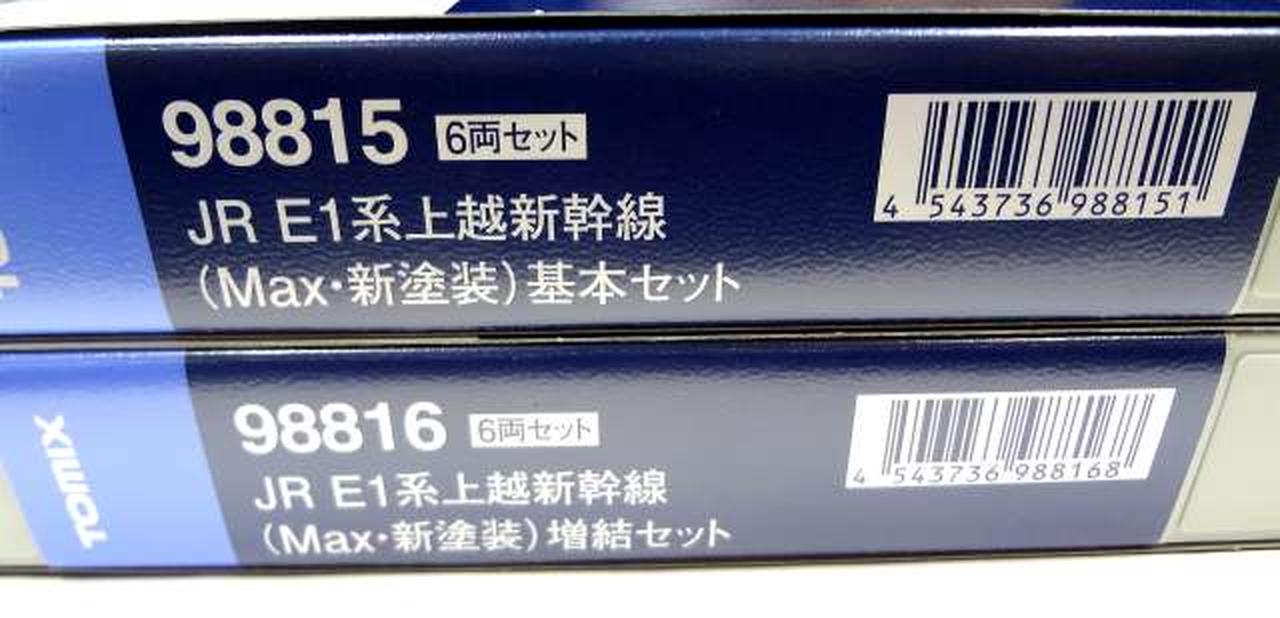 98815 6両セット
JR E1系上越新幹線
（Max・新塗装）基本セット
4 543736 988151
TOMIX
98816 6両セット
JR E1系上越新幹線
（Max・新塗装）増結セット
4 543736 988168